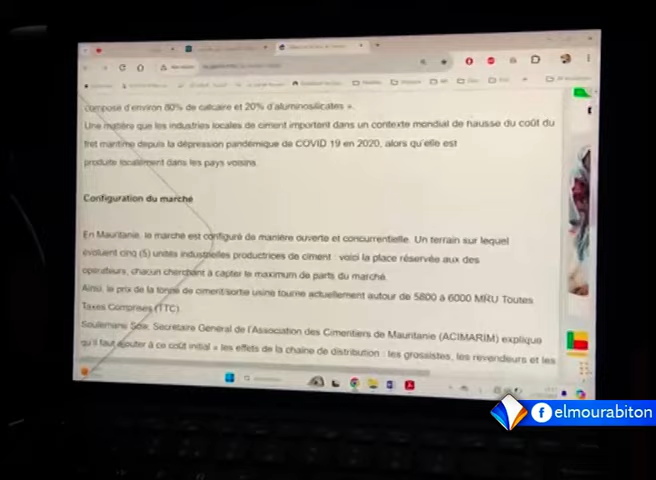 composé d'environ 80% de calcaire et 20% d'aluminosilicates ».
Une matière que les industries locales de ciment importent dans un contexte mondial de hausse du coût du
fret maritime depuis la dépression pandémique de COVID 19 en 2020, alors qu'elle est
produite localement dans les pays voisins.
Configuration du marché
En Mauritanie, le marché est configuré de manière ouverte et concurrentielle. Un terrain sur lequel
évoluent cinq (5) unités industrielles productrices de ciment : voici la place réservée aux des
opérateurs, chacun cherchant à capter le maximum de parts du marché.
Ainsi, le prix de la tonne de ciment/sortie usine tourne actuellement autour de 5800 à 6000 MRU Toutes
Taxes Comprises (TTC).
Souleymane Sow, Secrétaire Général de l'Association des Cimentiers de Mauritanie (ACIMARIM) explique
qu'il faut ajouter à ce coût initial « les effets de la chaine de distribution : les grossistes, les revendeurs et les
elmourabiton